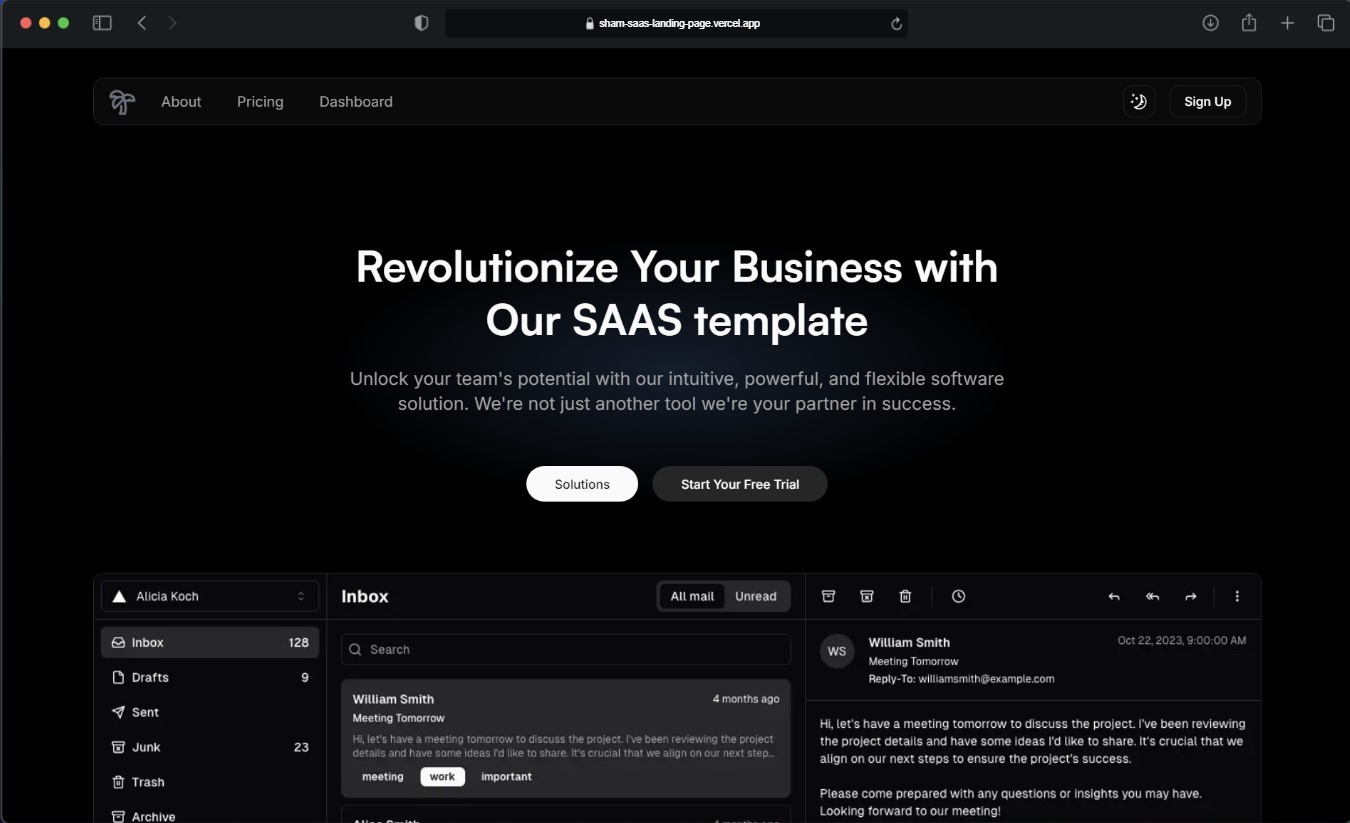 sham-saas-landing-page.vercel.app
About
Pricing
Dashboard
Sign Up
Revolutionize Your Business with
Our SAAS template
Unlock your team's potential with our intuitive, powerful, and flexible software
solution. We're not just another tool we're your partner in success.
Solutions
Start Your Free Trial
Alicia Koch
Inbox 128
Drafts 9
Sent
Junk 23
Trash
Archive
Inbox
All mail
Unread
Search
William Smith
4 months ago
Meeting Tomorrow
Hi, let's have a meeting tomorrow to discuss the project. I've been reviewing the project
details and have some ideas I'd like to share. It's crucial that we align on our next step...
meeting
work
important
Alice Smith
4 months ago
WS
William Smith
Oct 22, 2023, 9:00:00 AM
Meeting Tomorrow
Reply-To: williamsmith@example.com
Hi, let's have a meeting tomorrow to discuss the project. I've been reviewing
the project details and have some ideas I'd like to share. It's crucial that we
align on our next steps to ensure the project's success.
Please come prepared with any questions or insights you may have.
Looking forward to our meeting!